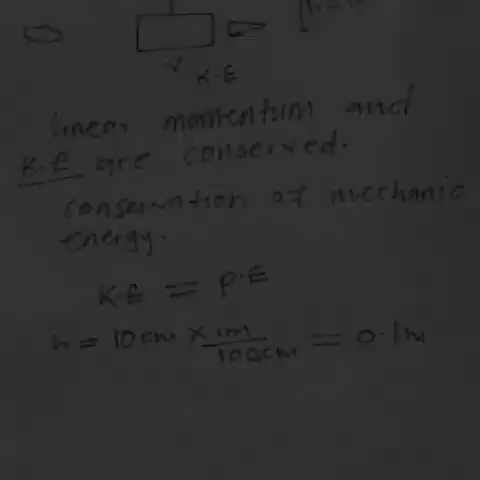 K.E
linear momentum and
K.E are conserved.
conservation of mechanic
energy.
K.E = P.E
h = 10cm x 1m/100cm = 0.1m